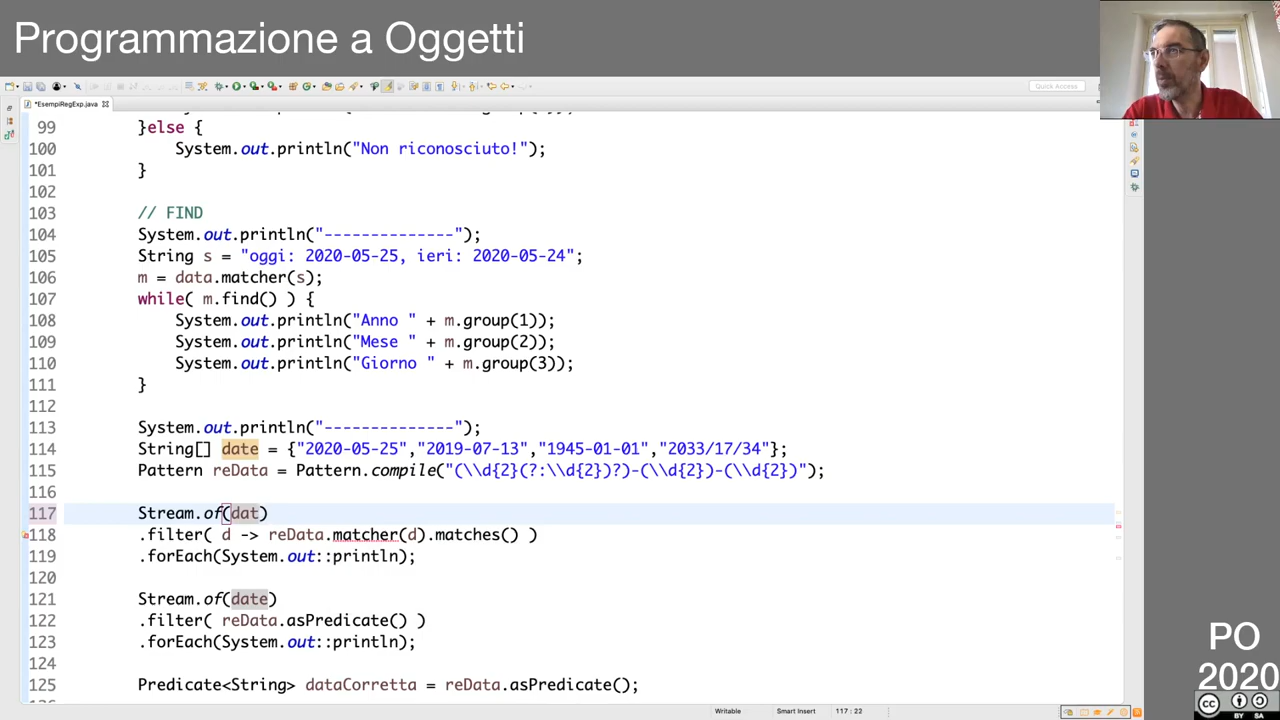 Programmazione a Oggetti
Quick Access
*EsempiRegExp.java
99 }else {
100 System.out.println("Non riconosciuto!");
101 }
102
103 // FIND
104 System.out.println("--------------");
105 String s = "oggi: 2020-05-25, ieri: 2020-05-24";
106 m = data.matcher(s);
107 while( m.find() ) {
108 System.out.println("Anno " + m.group(1));
109 System.out.println("Mese " + m.group(2));
110 System.out.println("Giorno " + m.group(3));
111 }
112
113 System.out.println("--------------");
114 String[] date = {"2020-05-25","2019-07-13","1945-01-01","2033/17/34"};
115 Pattern reData = Pattern.compile("(\\d{2}(?:\\d{2})?)-(\\d{2})-(\\d{2})");
116
117 Stream.of(dat)
118 .filter( d -> reData.matcher(d).matches() )
119 .forEach(System.out::println);
120
121 Stream.of(date)
122 .filter( reData.asPredicate() )
123 .forEach(System.out::println);
124
125 Predicate<String> dataCorretta = reData.asPredicate();
Writable Smart Insert 117 : 22
PO
2020
CC BY SA